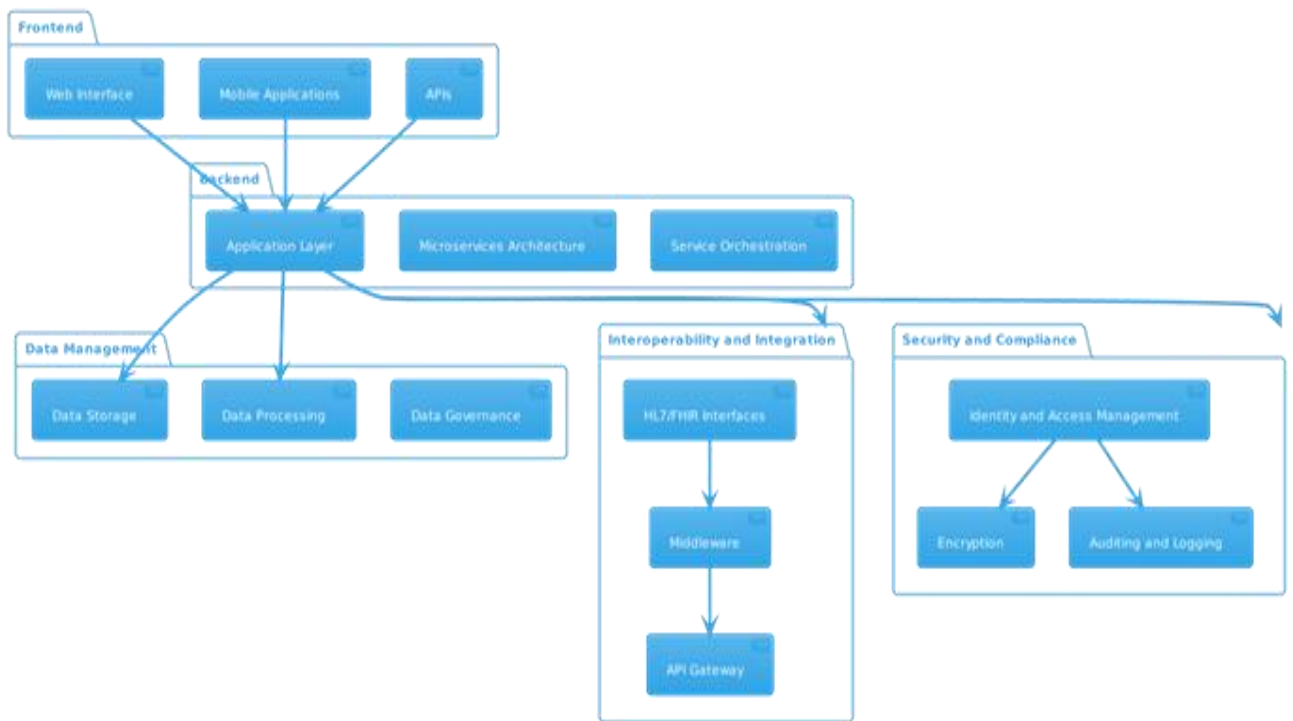 Frontend
Web Interface
Mobile Applications
APIs
Backend
Application Layer
Microservices Architecture
Service Orchestration
Data Management
Data Storage
Data Processing
Data Governance
Interoperability and Integration
HL7/FHIR Interfaces
Middleware
API Gateway
Security and Compliance
Identity and Access Management
Encryption
Auditing and Logging